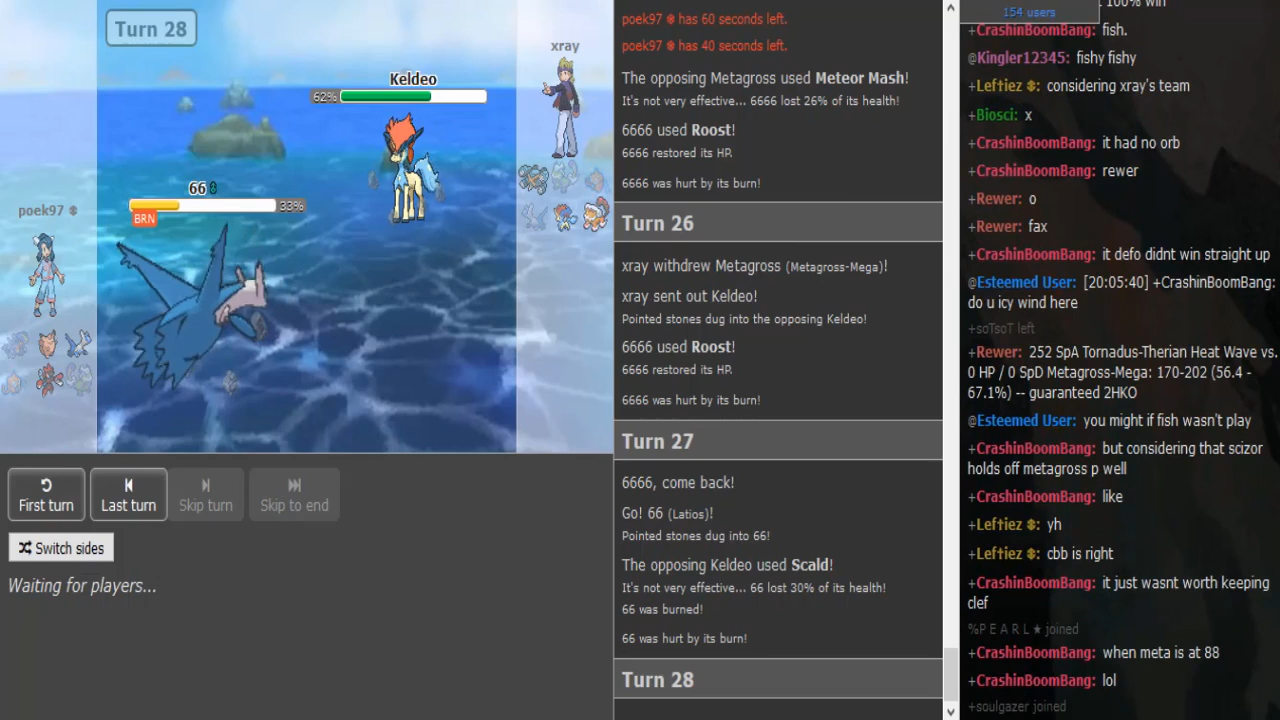 Turn 28
Keldeo
62%
xray
66
33%
BRN
poek97
First turn
Last turn
Skip turn
Skip to end
Switch sides
Waiting for players...
poek97 has 60 seconds left.
poek97 has 40 seconds left.
The opposing Metagross used Meteor Mash!
It's not very effective... 6666 lost 26% of its health!
6666 used Roost!
6666 restored its HP.
6666 was hurt by its burn!
Turn 26
xray withdrew Metagross (Metagross-Mega)!
xray sent out Keldeo!
Pointed stones dug into the opposing Keldeo!
6666 used Roost!
6666 restored its HP.
6666 was hurt by its burn!
Turn 27
6666, come back!
Go! 66 (Latios)!
Pointed stones dug into 66!
The opposing Keldeo used Scald!
It's not very effective... 66 lost 30% of its health!
66 was burned!
66 was hurt by its burn!
Turn 28
154 users
100% win
+CrashinBoomBang: fish.
@Kingler12345: fishy fishy
+Leftiez: considering xray's team
+Biosci: x
+CrashinBoomBang: it had no orb
+CrashinBoomBang: rewer
+Rewer: o
+Rewer: fax
+CrashinBoomBang: it defo didnt win straight up
@Esteemed User: [20:05:40] +CrashinBoomBang:
do u icy wind here
+soTsoT left
+Rewer: 252 SpA Tornadus-Therian Heat Wave vs.
0 HP / 0 SpD Metagross-Mega: 170-202 (56.4 -
67.1%) -- guaranteed 2HKO
@Esteemed User: you might if fish wasn't play
+CrashinBoomBang: but considering that scizor
holds off metagross p well
+CrashinBoomBang: like
+Leftiez: yh
+Leftiez: cbb is right
+CrashinBoomBang: it just wasnt worth keeping
clef
%P E A R L ★ joined
+CrashinBoomBang: when meta is at 88
+CrashinBoomBang: lol
+soulgazer joined